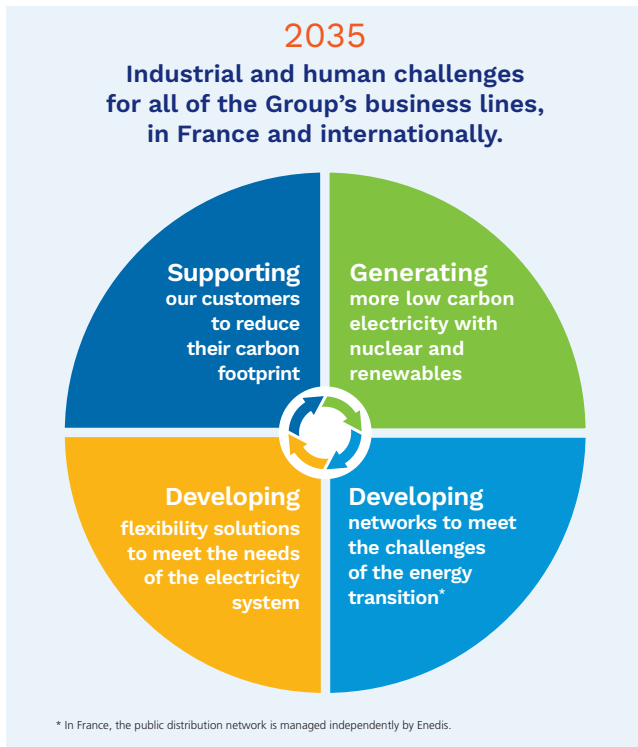 2035
Industrial and human challenges
for all of the Group’s business lines,
in France and internationally.
Supporting
our customers
to reduce
their carbon
footprint
Generating
more low carbon
electricity with
nuclear and
renewables
Developing
flexibility solutions
to meet the needs
of the electricity
system
Developing
networks to meet
the challenges
of the energy
transition*
* In France, the public distribution network is managed independently by Enedis.